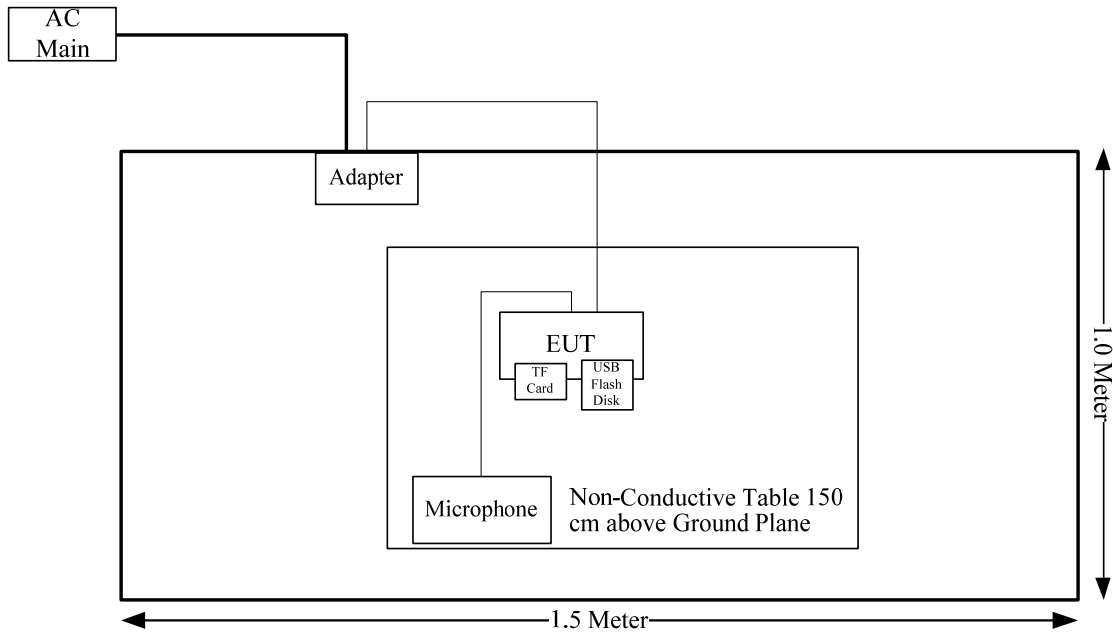 AC
Main
Adapter
EUT
TF
Card
USB
Flash
Disk
Microphone
Non-Conductive Table 150
cm above Ground Plane
1.0 Meter
1.5 Meter